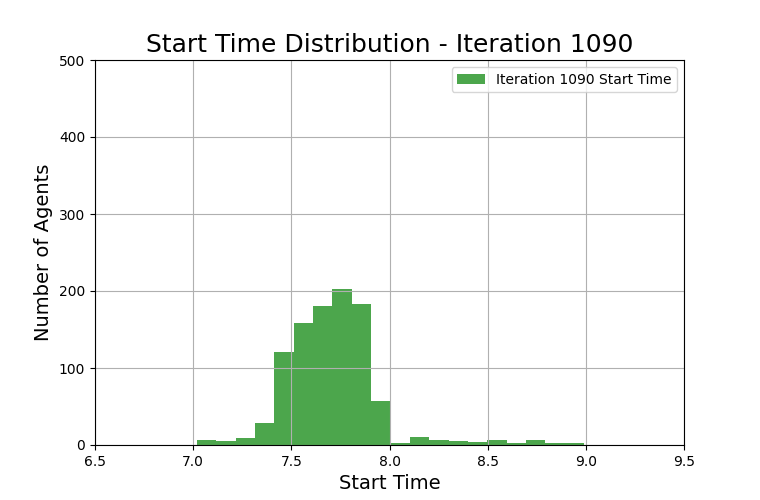 Start Time Distribution - Iteration 1090
Iteration 1090 Start Time
Number of Agents
500
400
300
200
100
0
6.5 7.0 7.5 8.0 8.5 9.0 9.5
Start Time